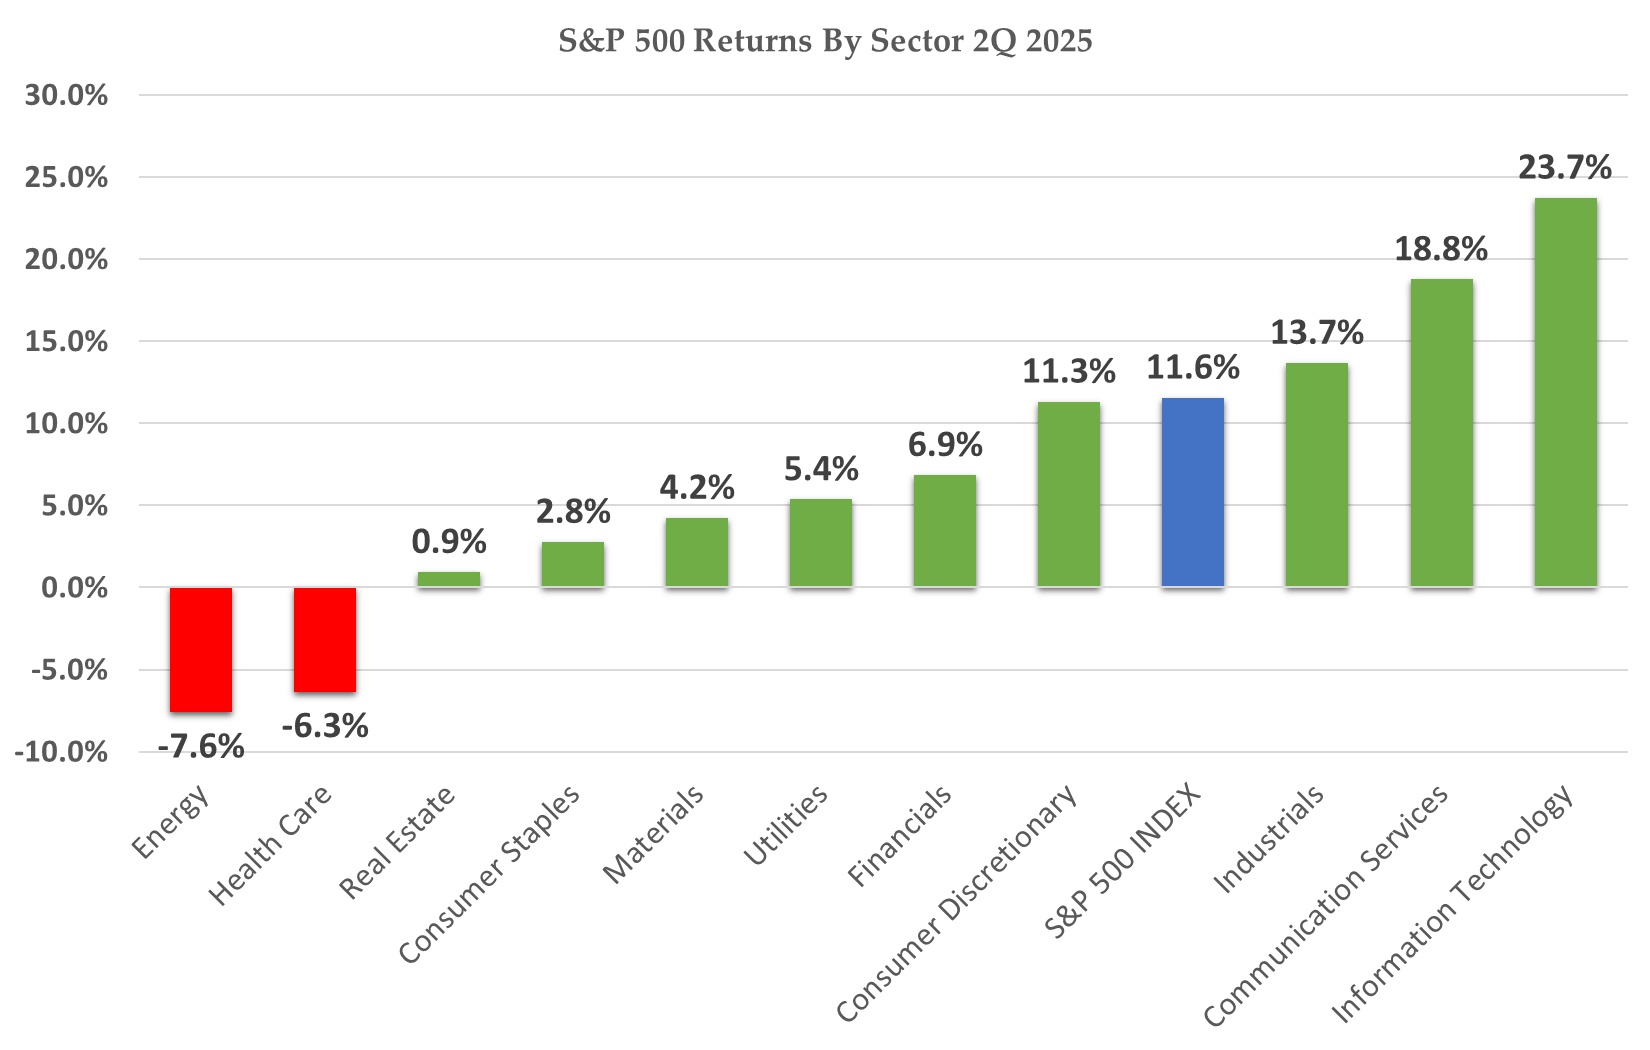 S&P 500 Returns By Sector 2Q 2025
30.0%
25.0%
20.0%
15.0%
10.0%
5.0%
0.0%
-5.0%
-10.0%
-7.6%
-6.3%
0.9%
2.8%
4.2%
5.4%
6.9%
11.3%
11.6%
13.7%
18.8%
23.7%
Energy
Health Care
Real Estate
Consumer Staples
Materials
Utilities
Financials
Consumer Discretionary
S&P 500 INDEX
Industrials
Communication Services
Information Technology